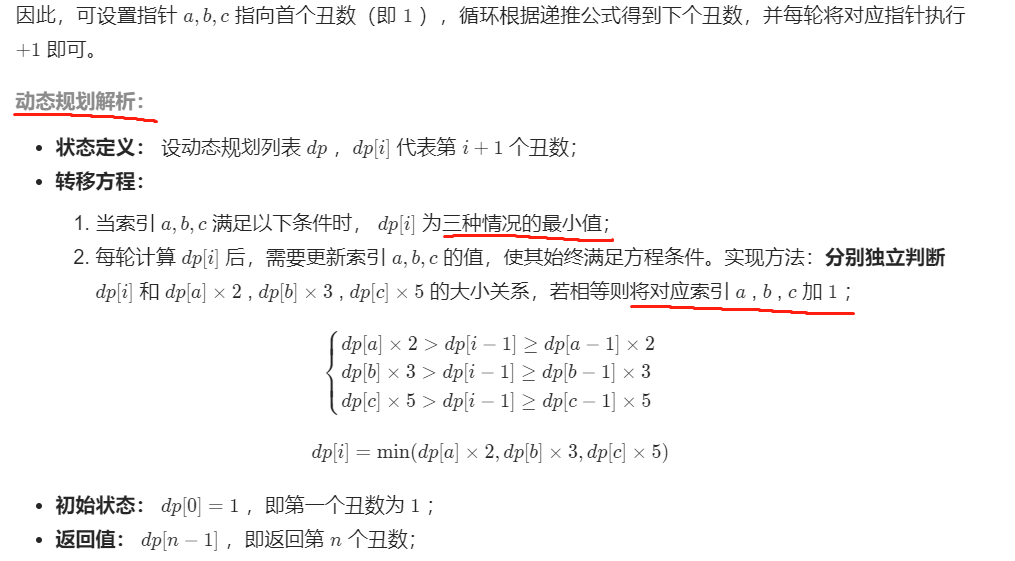 因此，可设置指针 a,b,c 指向首个丑数（即 1 ），循环根据递推公式得到下个丑数，并每轮将对应指针执行
+1 即可。
动态规划解析：
• 状态定义： 设动态规划列表 dp ，dp[i] 代表第 i + 1 个丑数；
• 转移方程：
1. 当索引 a,b,c 满足以下条件时， dp[i] 为三种情况的最小值；
2. 每轮计算 dp[i] 后，需要更新索引 a,b,c 的值，使其始终满足方程条件。实现方法：分别独立判断
dp[i] 和 dp[a] × 2 , dp[b] × 3 , dp[c] × 5 的大小关系，若相等则将对应索引 a , b , c 加 1 ；
dp[a] × 2 > dp[i − 1] ≥ dp[a − 1] × 2
dp[b] × 3 > dp[i − 1] ≥ dp[b − 1] × 3
dp[c] × 5 > dp[i − 1] ≥ dp[c − 1] × 5
dp[i] = min(dp[a] × 2, dp[b] × 3, dp[c] × 5)
• 初始状态： dp[0] = 1 ，即第一个丑数为 1 ；
• 返回值： dp[n − 1] ，即返回第 n 个丑数；